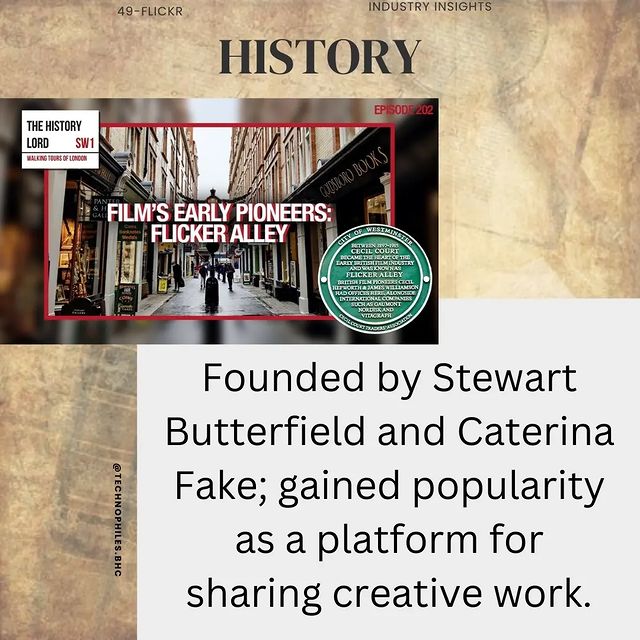 49-FLICKR
INDUSTRY INSIGHTS
HISTORY
EPISODE 202
THE HISTORY
LORD SW1
WALKING TOURS OF LONDON
GOLDSBORO BOOKS
FILM'S EARLY PIONEERS:
FLICKER ALLEY
CITY OF WESTMINSTER
BETWEEN 1897-1915
CECIL COURT
BECAME THE HEART OF THE
EARLY BRITISH FILM INDUSTRY
AND WAS KNOWN AS
FLICKER ALLEY
BRITISH FILM PIONEERS CECIL
HEPWORTH & JAMES WILLIAMSON
HAD OFFICES HERE, ALONGSIDE
INTERNATIONAL COMPANIES
SUCH AS GAUMONT
NORDISK AND
VITAGRAPH
CECIL COURT TRADERS' ASSOCIATION
Founded by Stewart
Butterfield and Caterina
Fake; gained popularity
as a platform for
sharing creative work.
@TECHNOPHILES.BHC